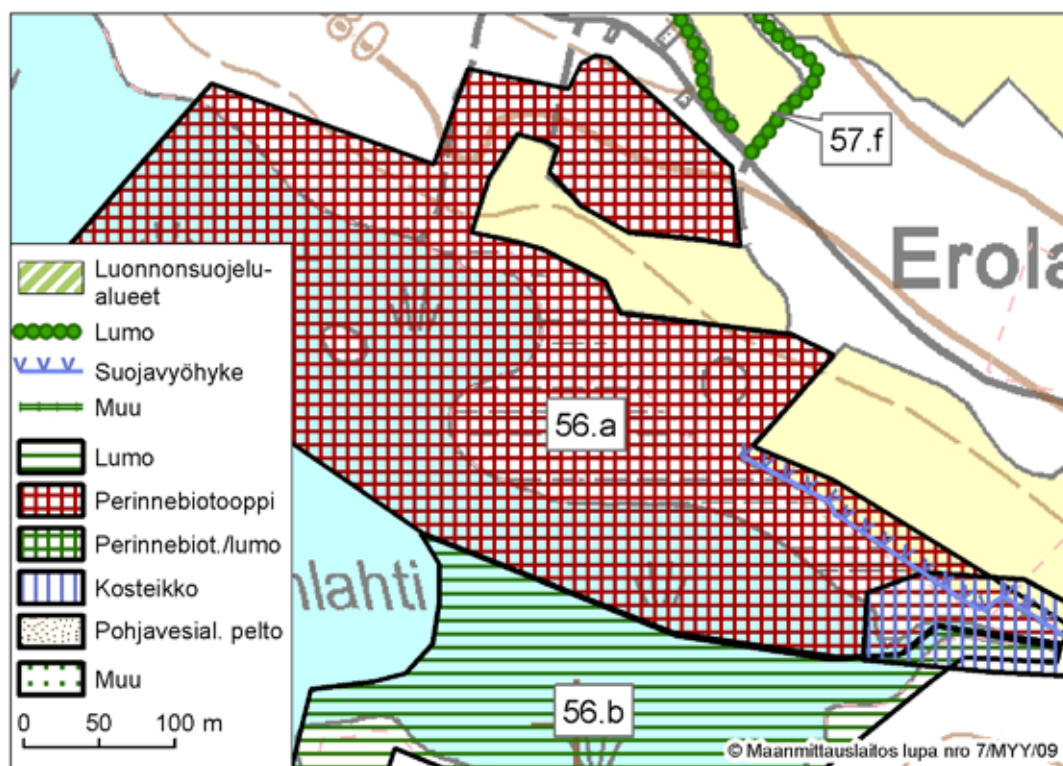 80
57.f
Erola
56.a
nlahti
56.b
Luonnonsuojelu-
alueet
Lumo
Suojavyöhyke
Muu
Lumo
Perinnebiotooppi
Perinnebiot./lumo
Kosteikko
Pohjavesial. pelto
Muu
0 50 100 m
© Maanmittauslaitos lupa nro 7/MYY/09